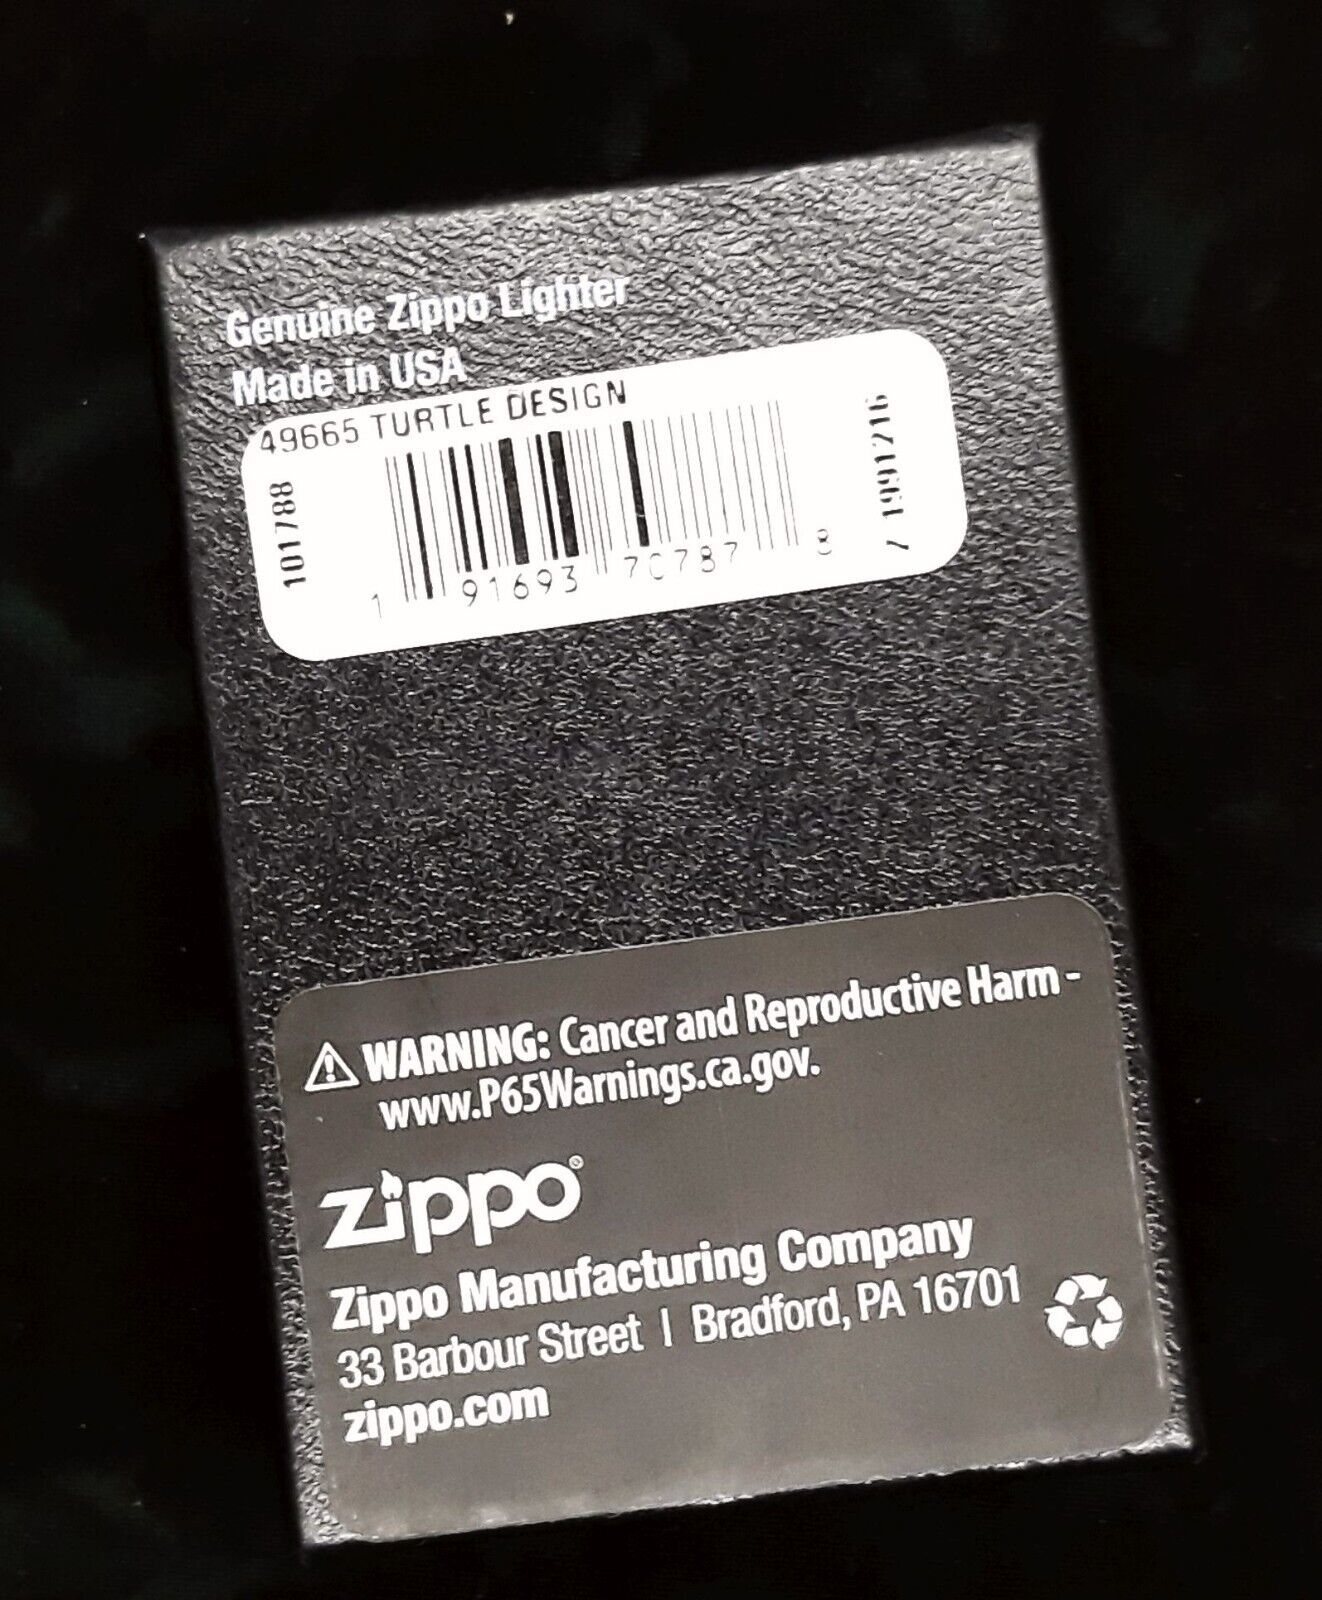 Genuine Zippo Lighter
Made in USA
49665 TURTLE DESIGN
101788
1 91693 70787 8
7 1991716
WARNING: Cancer and Reproductive Harm -
www.P65Warnings.ca.gov.
zippo®
Zippo Manufacturing Company
33 Barbour Street | Bradford, PA 16701
zippo.com